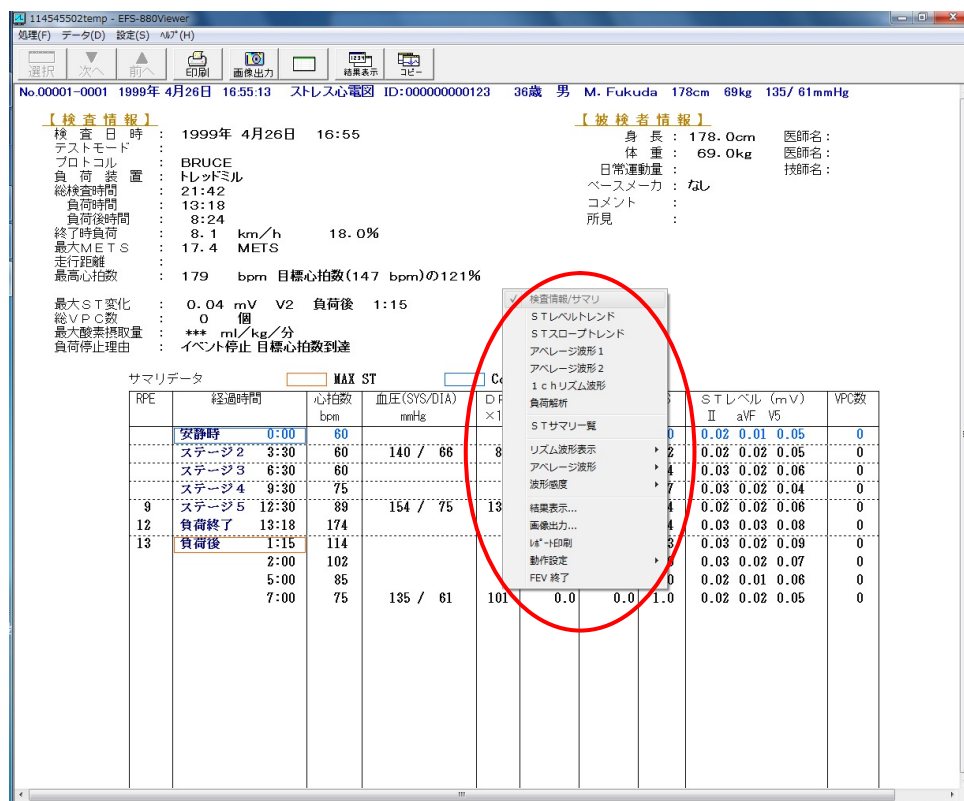 114545502temp - EFS-880Viewer
処理(F) データ(D) 設定(S) ﾍﾙﾌﾟ(H)
選択 次へ 前へ 印刷 画像出力 結果表示 コピー
No.00001-0001 1999年 4月26日 16:55:13 ストレス心電図 ID:000000000123 36歳 男 M. Fukuda 178cm 69kg 135/ 61mmHg
【検査情報】 【被検者情報】
検査日時 : 1999年 4月26日 16:55 身長 : 178.0cm 医師名:
テストモード : 体重 : 69.0kg 医師名:
プロトコル : BRUCE 日常運動量 : 技師名:
負荷装置 : トレッドミル ペースメーカ : なし
総検査時間 : 21:42 コメント :
負荷時間 : 13:18 所見 :
負荷後時間 : 8:24
終了時負荷 : 8.1 km/h 18.0%
最大METS : 17.4 METS
走行距離 :
最高心拍数 : 179 bpm 目標心拍数(147 bpm)の121%
最大ST変化 : 0.04 mV V2 負荷後 1:15
総VPC数 : 0 個
最大酸素摂取量 : *** ml/kg/分
負荷停止理由 : イベント停止 目標心拍数到達
✓ 検査情報/サマリ
STレベルトレンド
STスロープトレンド
アベレージ波形1
アベレージ波形2
1chリズム波形
負荷解析
STサマリ一覧
リズム波形表示
アベレージ波形
波形感度
結果表示...
画像出力...
ﾚﾎﾟｰﾄ印刷
動作設定
FEV 終了
サマリデータ MAX ST Co
RPE 経過時間 心拍数 血圧(SYS/DIA) DP S STレベル (mV) VPC数
bpm mmHg ×1 II aVF V5
安静時 0:00 60 0 0.02 0.01 0.05 0
ステージ2 3:30 60 140 / 66 8 2 0.02 0.02 0.05 0
ステージ3 6:30 60 4 0.03 0.02 0.06 0
ステージ4 9:30 75 7 0.03 0.02 0.04 0
9 ステージ5 12:30 89 154 / 75 13 4 0.02 0.02 0.06 0
12 負荷終了 13:18 174 4 0.03 0.03 0.08 0
13 負荷後 1:15 114 3 0.03 0.02 0.09 0
2:00 102 0.03 0.02 0.07 0
5:00 85 0 0.02 0.01 0.06 0
7:00 75 135 / 61 101 0.0 0.0 1.0 0.02 0.02 0.05 0